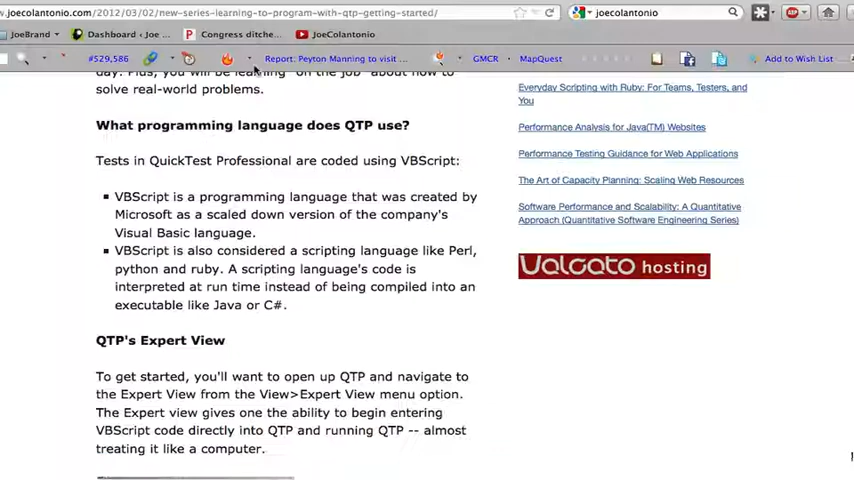 .joecolantonio.com/2012/03/02/new-series-learning-to-program-with-qtp-getting-started/
joecolantonio
JoeBrand
Dashboard ‹ Joe ...
Congress ditche...
JoeColantonio
#529,586
Report: Peyton Manning to visit ...
GMCR
MapQuest
Add to Wish List
day. Plus, you will be learning "on the job" about how to
solve real-world problems.
What programming language does QTP use?
Tests in QuickTest Professional are coded using VBScript:
VBScript is a programming language that was created by
Microsoft as a scaled down version of the company's
Visual Basic language.
VBScript is also considered a scripting language like Perl,
python and ruby. A scripting language's code is
interpreted at run time instead of being compiled into an
executable like Java or C#.
QTP's Expert View
To get started, you'll want to open up QTP and navigate to
the Expert View from the View>Expert View menu option.
The Expert view gives one the ability to begin entering
VBScript code directly into QTP and running QTP -- almost
treating it like a computer.
Everyday Scripting with Ruby: For Teams, Testers, and
You
Performance Analysis for Java(TM) Websites
Performance Testing Guidance for Web Applications
The Art of Capacity Planning: Scaling Web Resources
Software Performance and Scalability: A Quantitative
Approach (Quantitative Software Engineering Series)
Valcato hosting